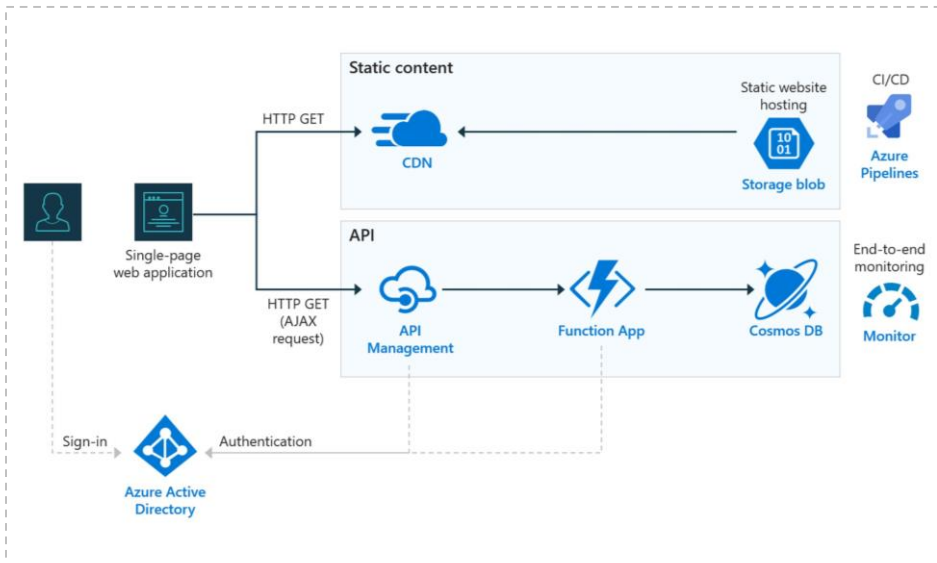 Static content
CI/CD
Static website
hosting
HTTP GET
10
01
CDN
Azure
Pipelines
Storage blob
API
Single-page
web application
End-to-end
monitoring
HTTP GET
(AJAX
request)
API
Management
Function App
Cosmos DB
Monitor
Sign-in
Authentication
Azure Active
Directory